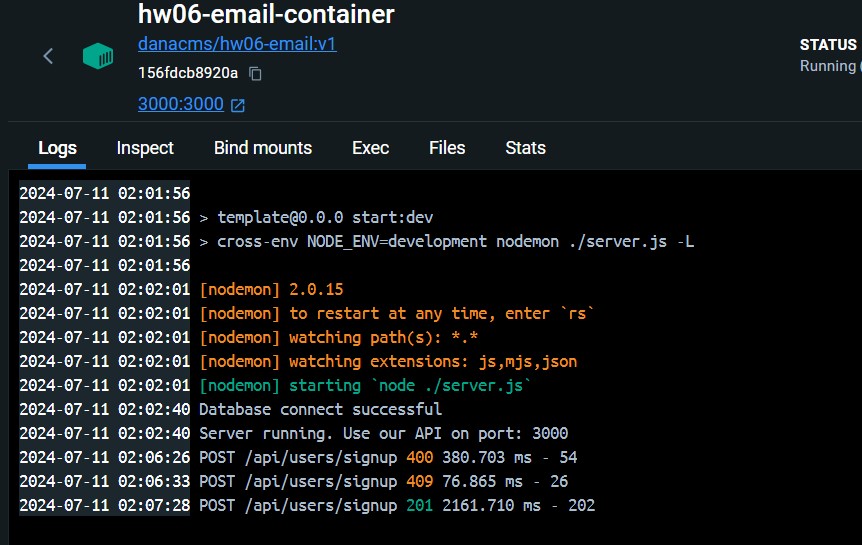 hw06-email-container
danacms/hw06-email:v1
156fdcb8920a
3000:3000
STATUS
Running (
Logs Inspect Bind mounts Exec Files Stats
2024-07-11 02:01:56
2024-07-11 02:01:56 > template@0.0.0 start:dev
2024-07-11 02:01:56 > cross-env NODE_ENV=development nodemon ./server.js -L
2024-07-11 02:01:56
2024-07-11 02:02:01 [nodemon] 2.0.15
2024-07-11 02:02:01 [nodemon] to restart at any time, enter `rs`
2024-07-11 02:02:01 [nodemon] watching path(s): *.*
2024-07-11 02:02:01 [nodemon] watching extensions: js,mjs,json
2024-07-11 02:02:01 [nodemon] starting `node ./server.js`
2024-07-11 02:02:40 Database connect successful
2024-07-11 02:02:40 Server running. Use our API on port: 3000
2024-07-11 02:06:26 POST /api/users/signup 400 380.703 ms - 54
2024-07-11 02:06:33 POST /api/users/signup 409 76.865 ms - 26
2024-07-11 02:07:28 POST /api/users/signup 201 2161.710 ms - 202